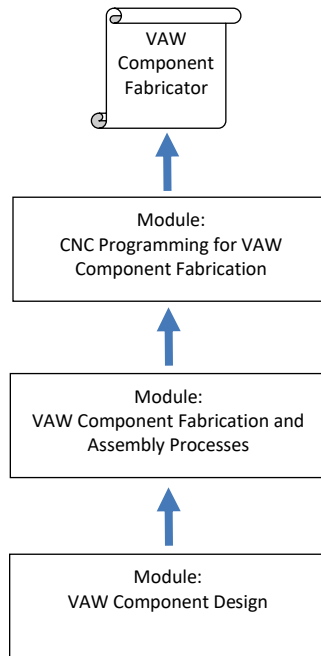 VAW
Component
Fabricator
Module:
CNC Programming for VAW
Component Fabrication
Module:
VAW Component Fabrication and
Assembly Processes
Module:
VAW Component Design